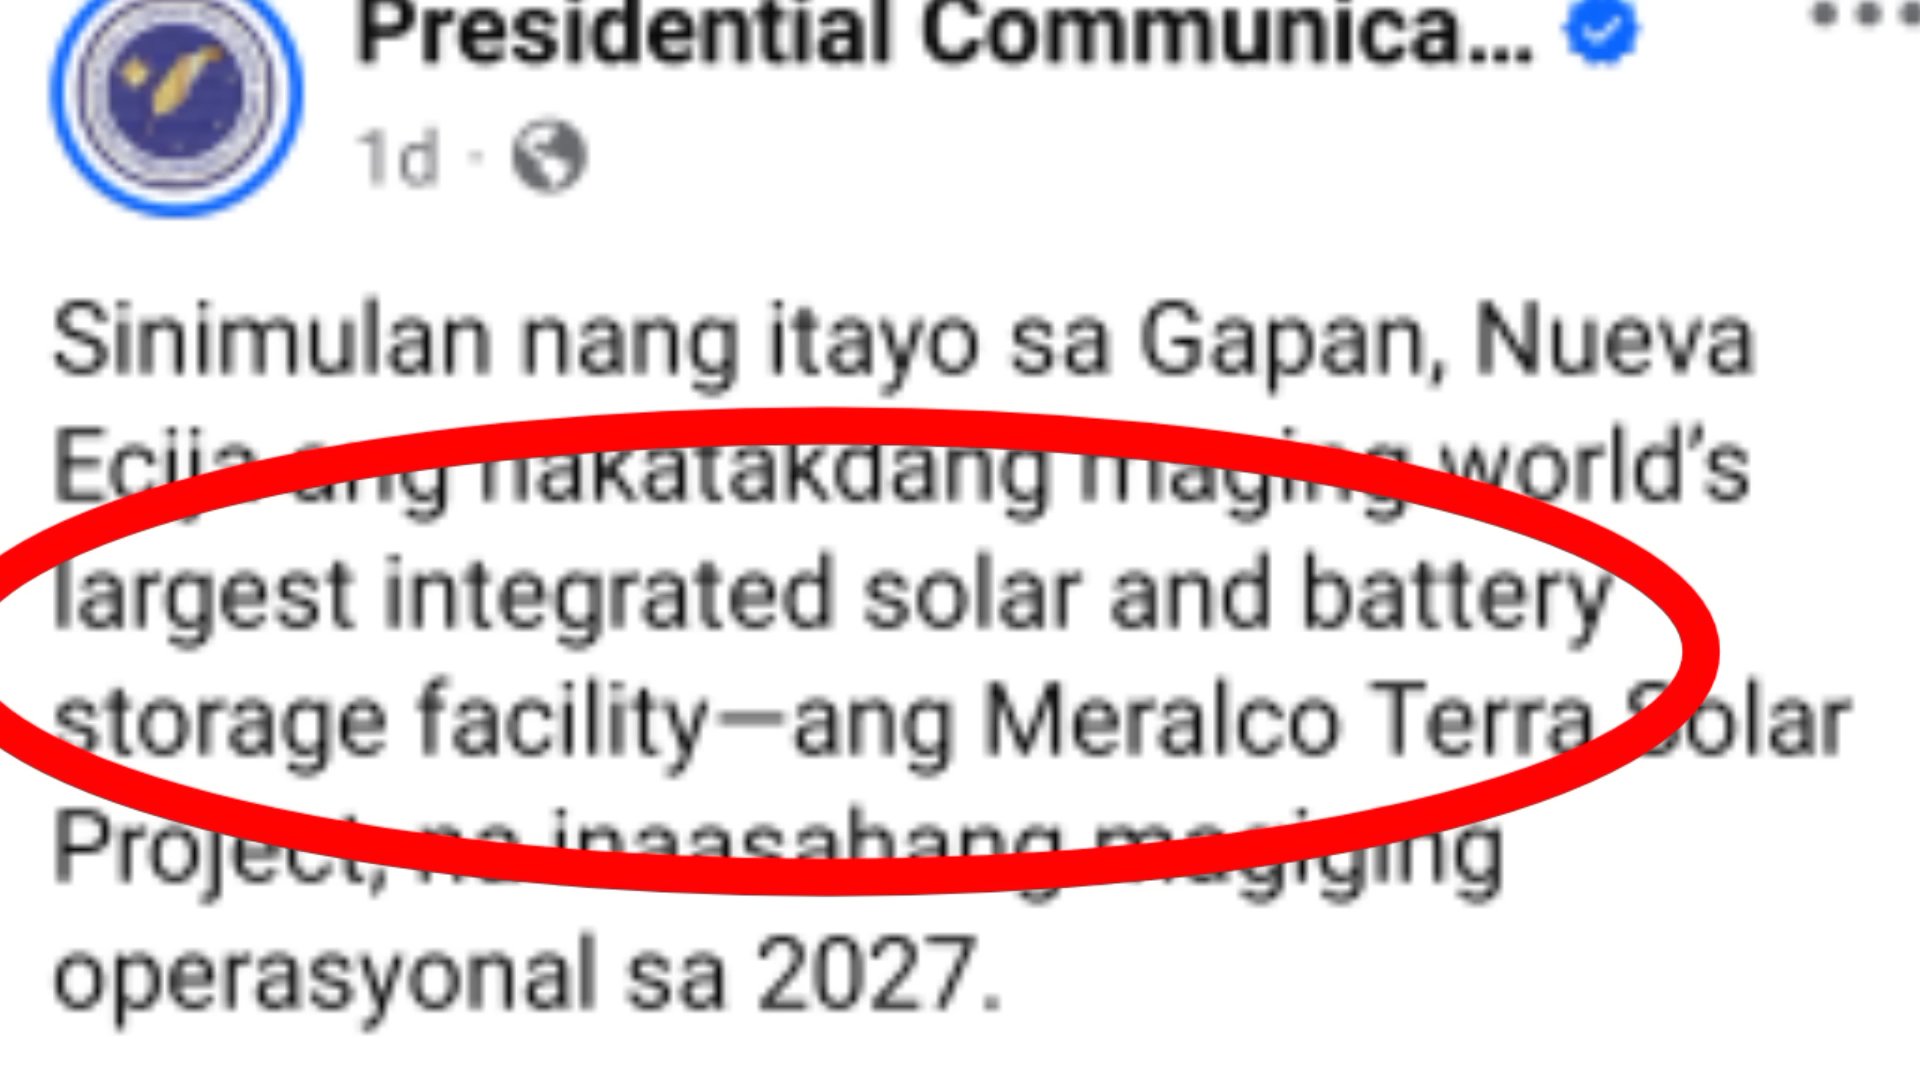 Presidential Communica...
1d ·
Sinimulan nang itayo sa Gapan, Nueva
Ecija ang nakatakdang maging world's
largest integrated solar and battery
storage facility—ang Meralco Terra Solar
Project, na inaasahang magiging
operasyonal sa 2027.